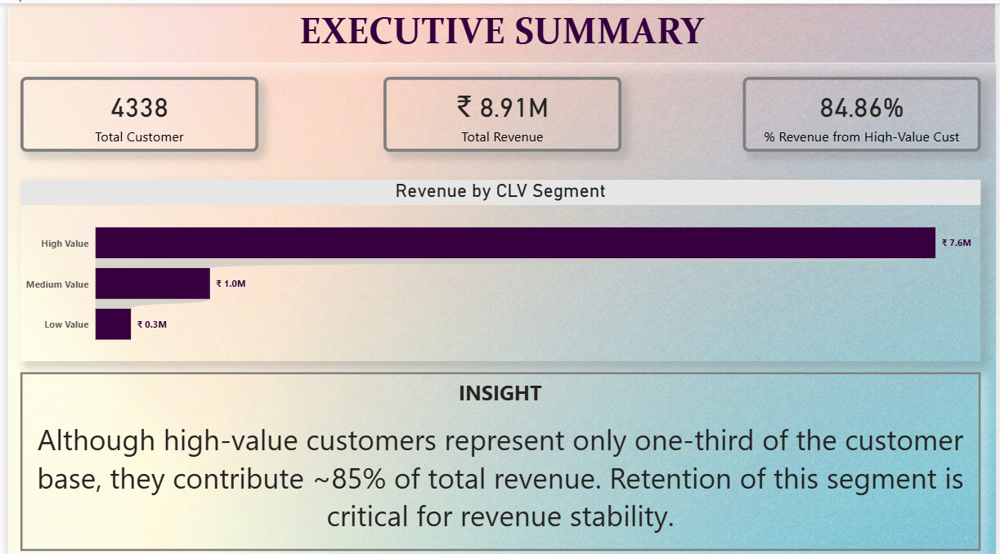 EXECUTIVE SUMMARY
4338
Total Customer
₹ 8.91M
Total Revenue
84.86%
% Revenue from High-Value Cust
Revenue by CLV Segment
High Value ₹ 7.6M
Medium Value ₹ 1.0M
Low Value ₹ 0.3M
INSIGHT
Although high-value customers represent only one-third of the customer
base, they contribute ~85% of total revenue. Retention of this segment is
critical for revenue stability.